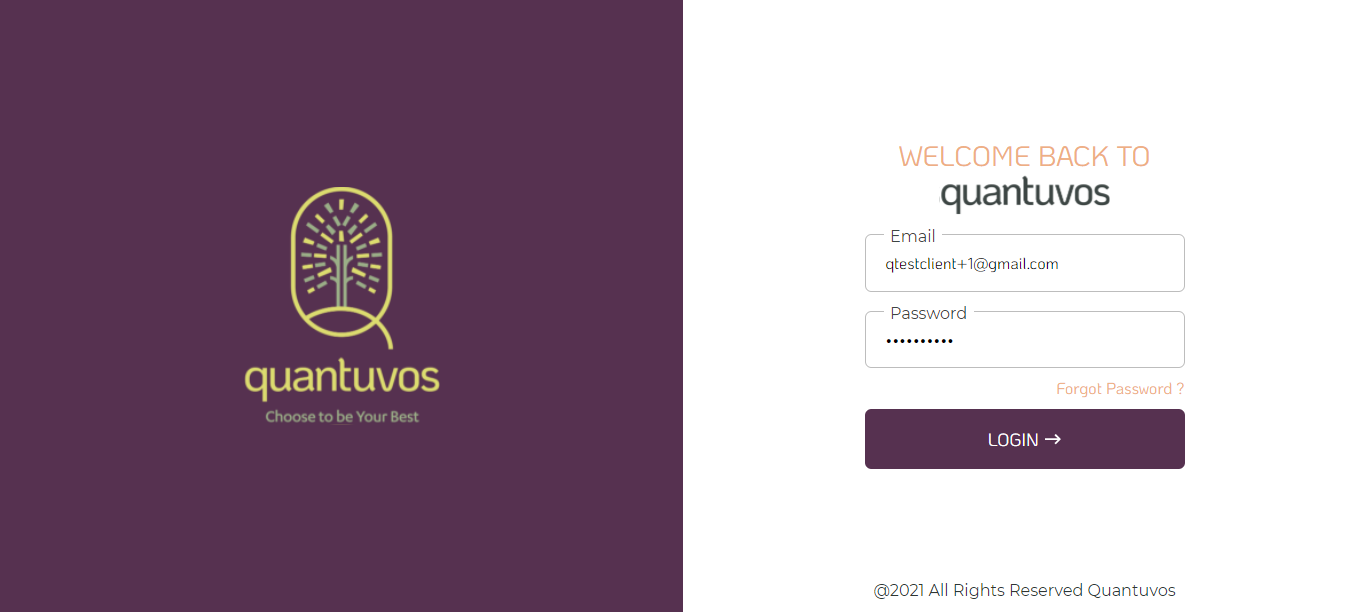 quantuvos
Choose to be Your Best
WELCOME BACK TO
quantuvos
Email
qtestclient+1@gmail.com
Password
••••••••••
Forgot Password ?
LOGIN →
@2021 All Rights Reserved Quantuvos